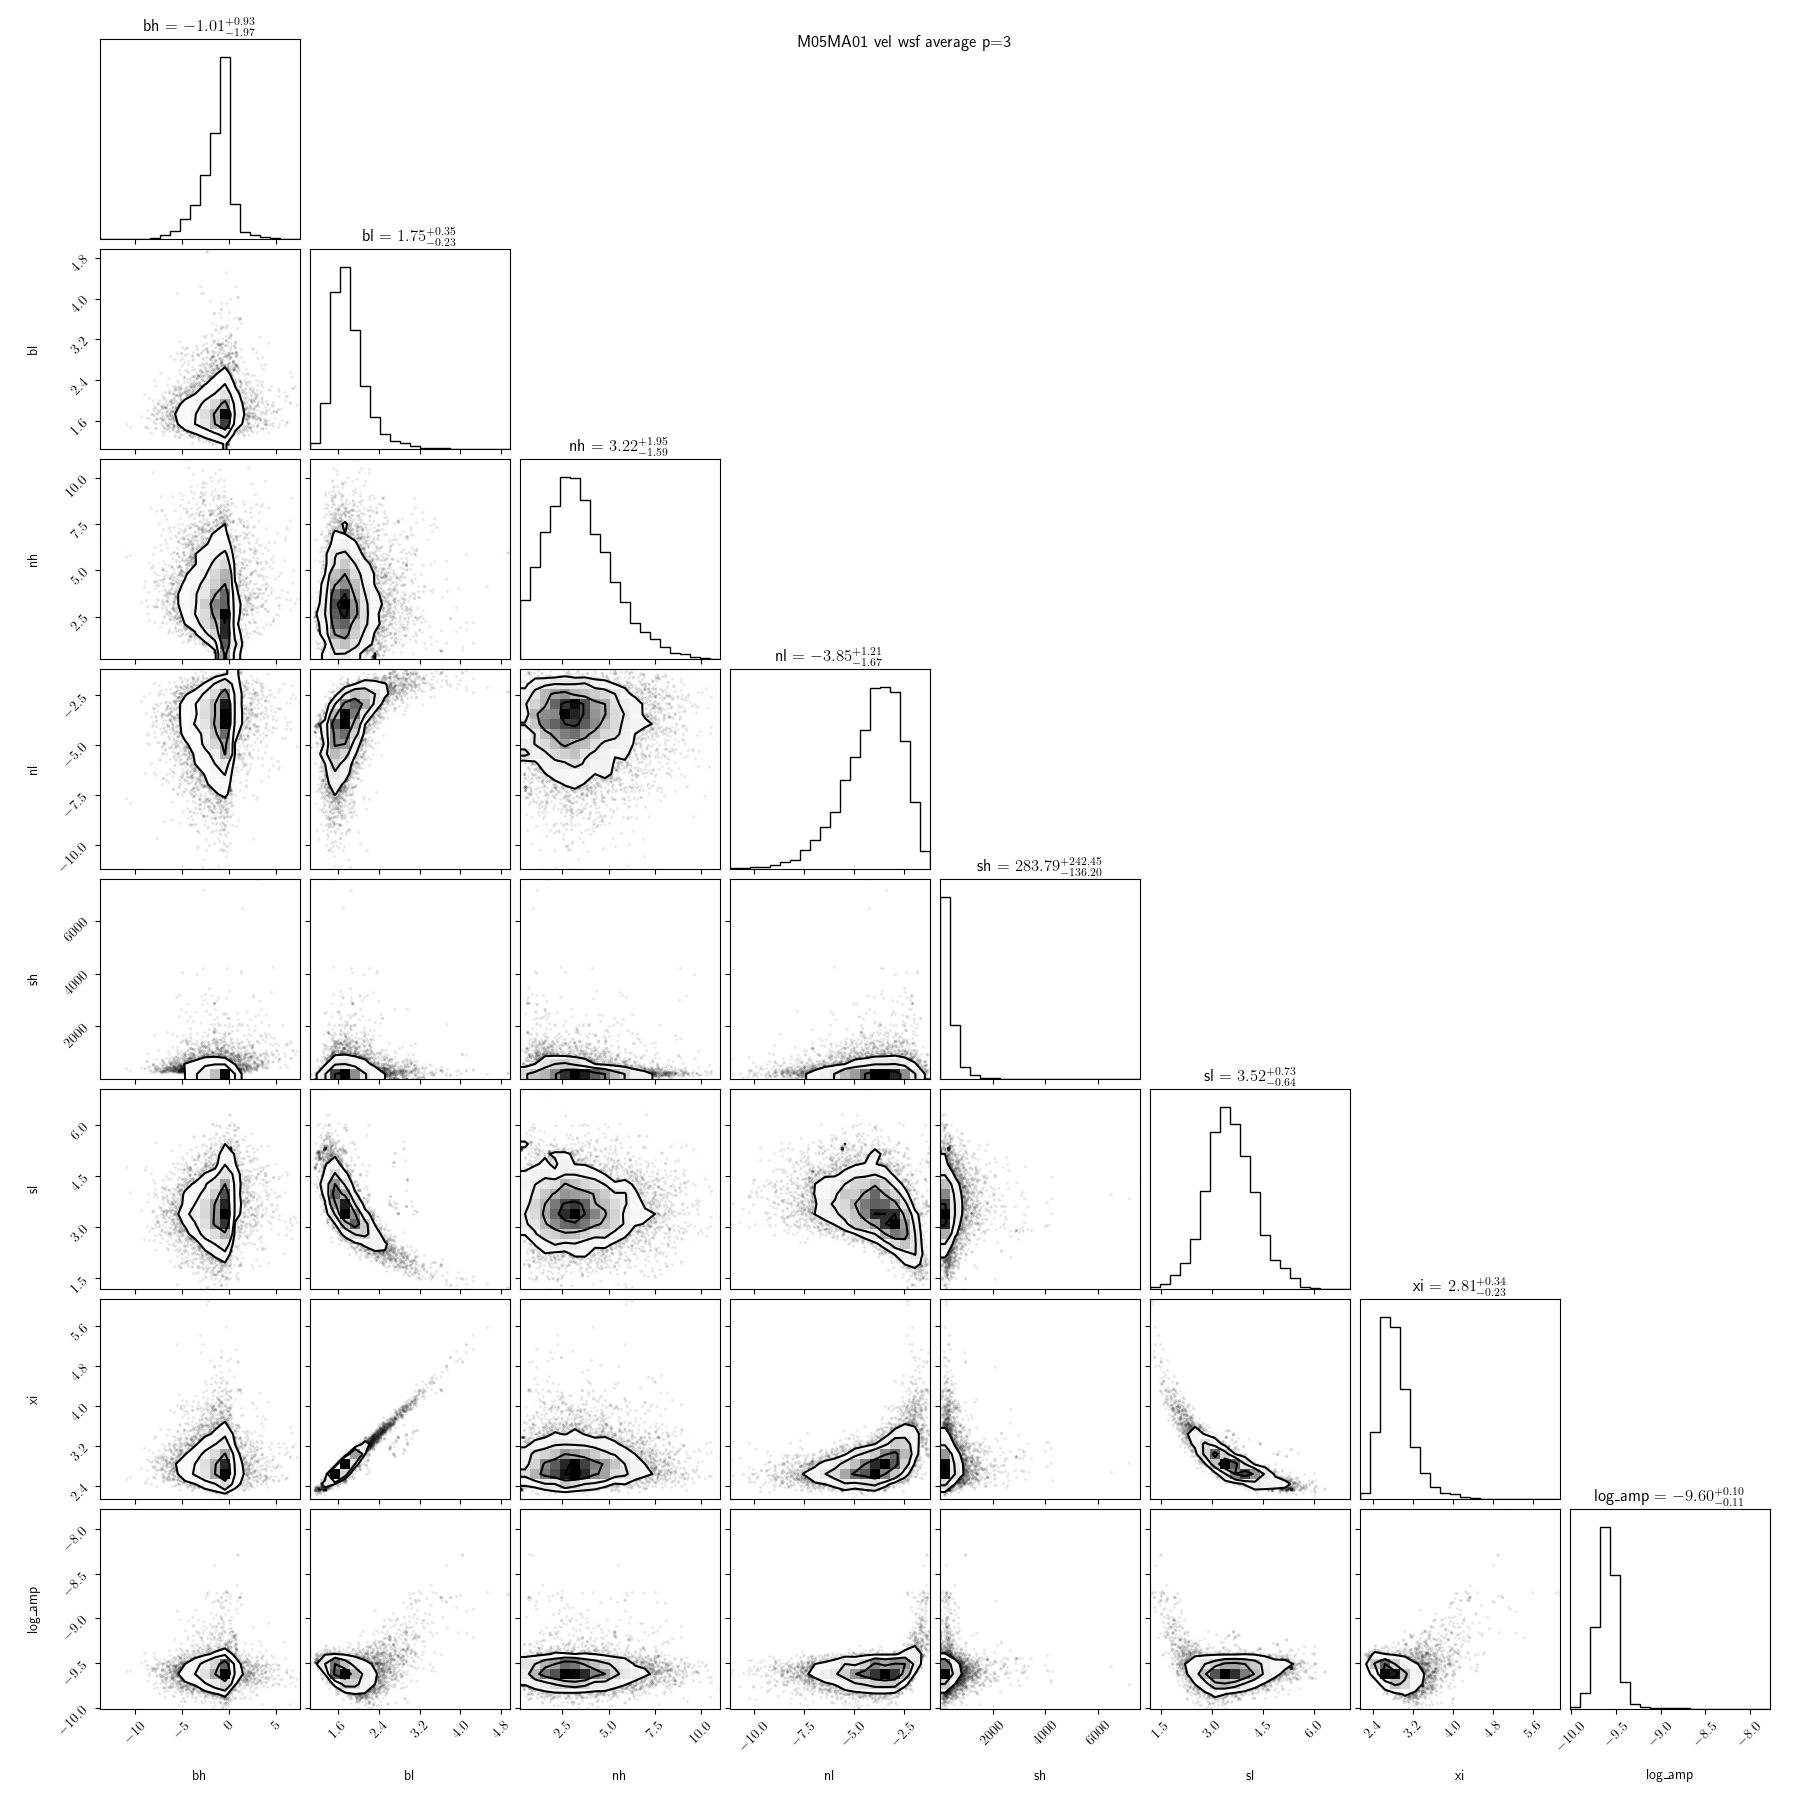 bh = −1.01+0.93 −1.97
M05MA01 vel wsf average p=3
bl = 1.75+0.35 −0.23
4.8
4.0
3.2
2.4
1.6
bl
nh = 3.22+1.95 −1.59
10.0
7.5
5.0
2.5
nh
nl = −3.85+1.21 −1.67
−2.5
−5.0
−7.5
−10.0
nl
sh = 283.79+242.45 −136.20
6000
4000
2000
sh
sl = 3.52+0.73 −0.64
6.0
4.5
3.0
1.5
sl
xi = 2.81+0.34 −0.23
5.6
4.8
4.0
3.2
2.4
xi
log_amp = −9.60+0.10 −0.11
−8.0
−8.5
−9.0
−9.5
−10.0
log_amp
−10 −5 0 5 1.6 2.4 3.2 4.0 4.8 2.5 5.0 7.5 10.0 −10.0 −7.5 −5.0 −2.5 2000 4000 6000 1.5 3.0 4.5 6.0 2.4 3.2 4.0 4.8 5.6 −10.0 −9.5 −9.0 −8.5 −8.0
bh bl nh nl sh sl xi log_amp